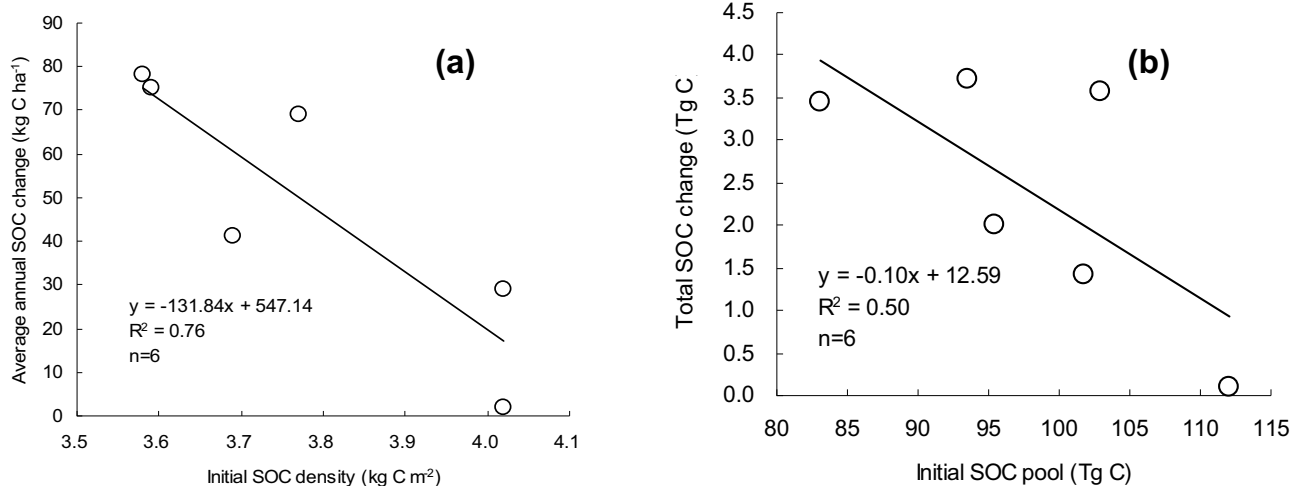 (a)
Average annual SOC change (kg C ha⁻¹)
90
80
70
60
50
40
30
20
10
0
y = -131.84x + 547.14
R² = 0.76
n=6
3.5 3.6 3.7 3.8 3.9 4.0 4.1
Initial SOC density (kg C m⁻²)
(b)
Total SOC change (Tg C)
4.5
4.0
3.5
3.0
2.5
2.0
1.5
1.0
0.5
0.0
y = -0.10x + 12.59
R² = 0.50
n=6
80 85 90 95 100 105 110 115
Initial SOC pool (Tg C)